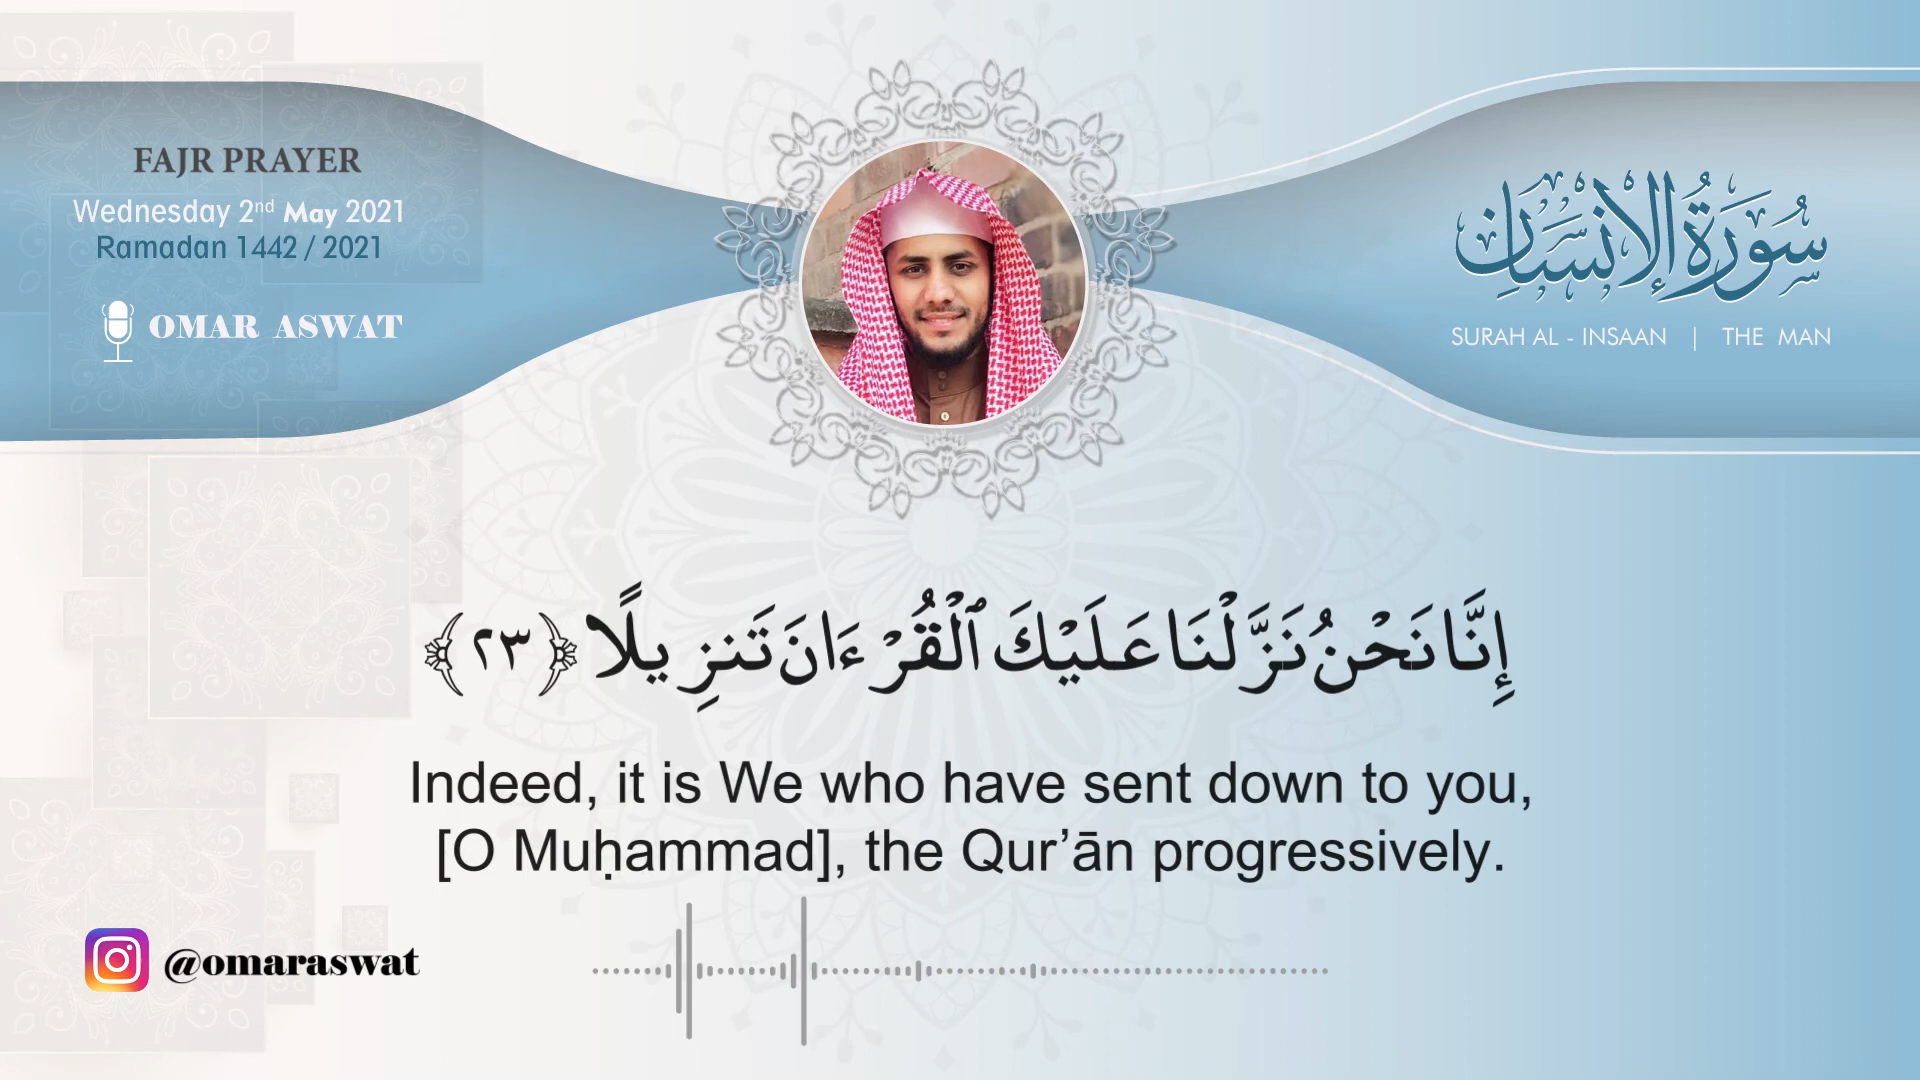 FAJR PRAYER
Wednesday 2nd May 2021
Ramadan 1442 / 2021
OMAR ASWAT
سُورَةُ الإِنسَانِ
SURAH AL - INSAAN | THE MAN
إِنَّا نَحْنُ نَزَّلْنَا عَلَيْكَ ٱلْقُرْءَانَ تَنزِيلًا ﴿٢٣﴾
Indeed, it is We who have sent down to you,
[O Muḥammad], the Qur’ān progressively.
@omaraswat